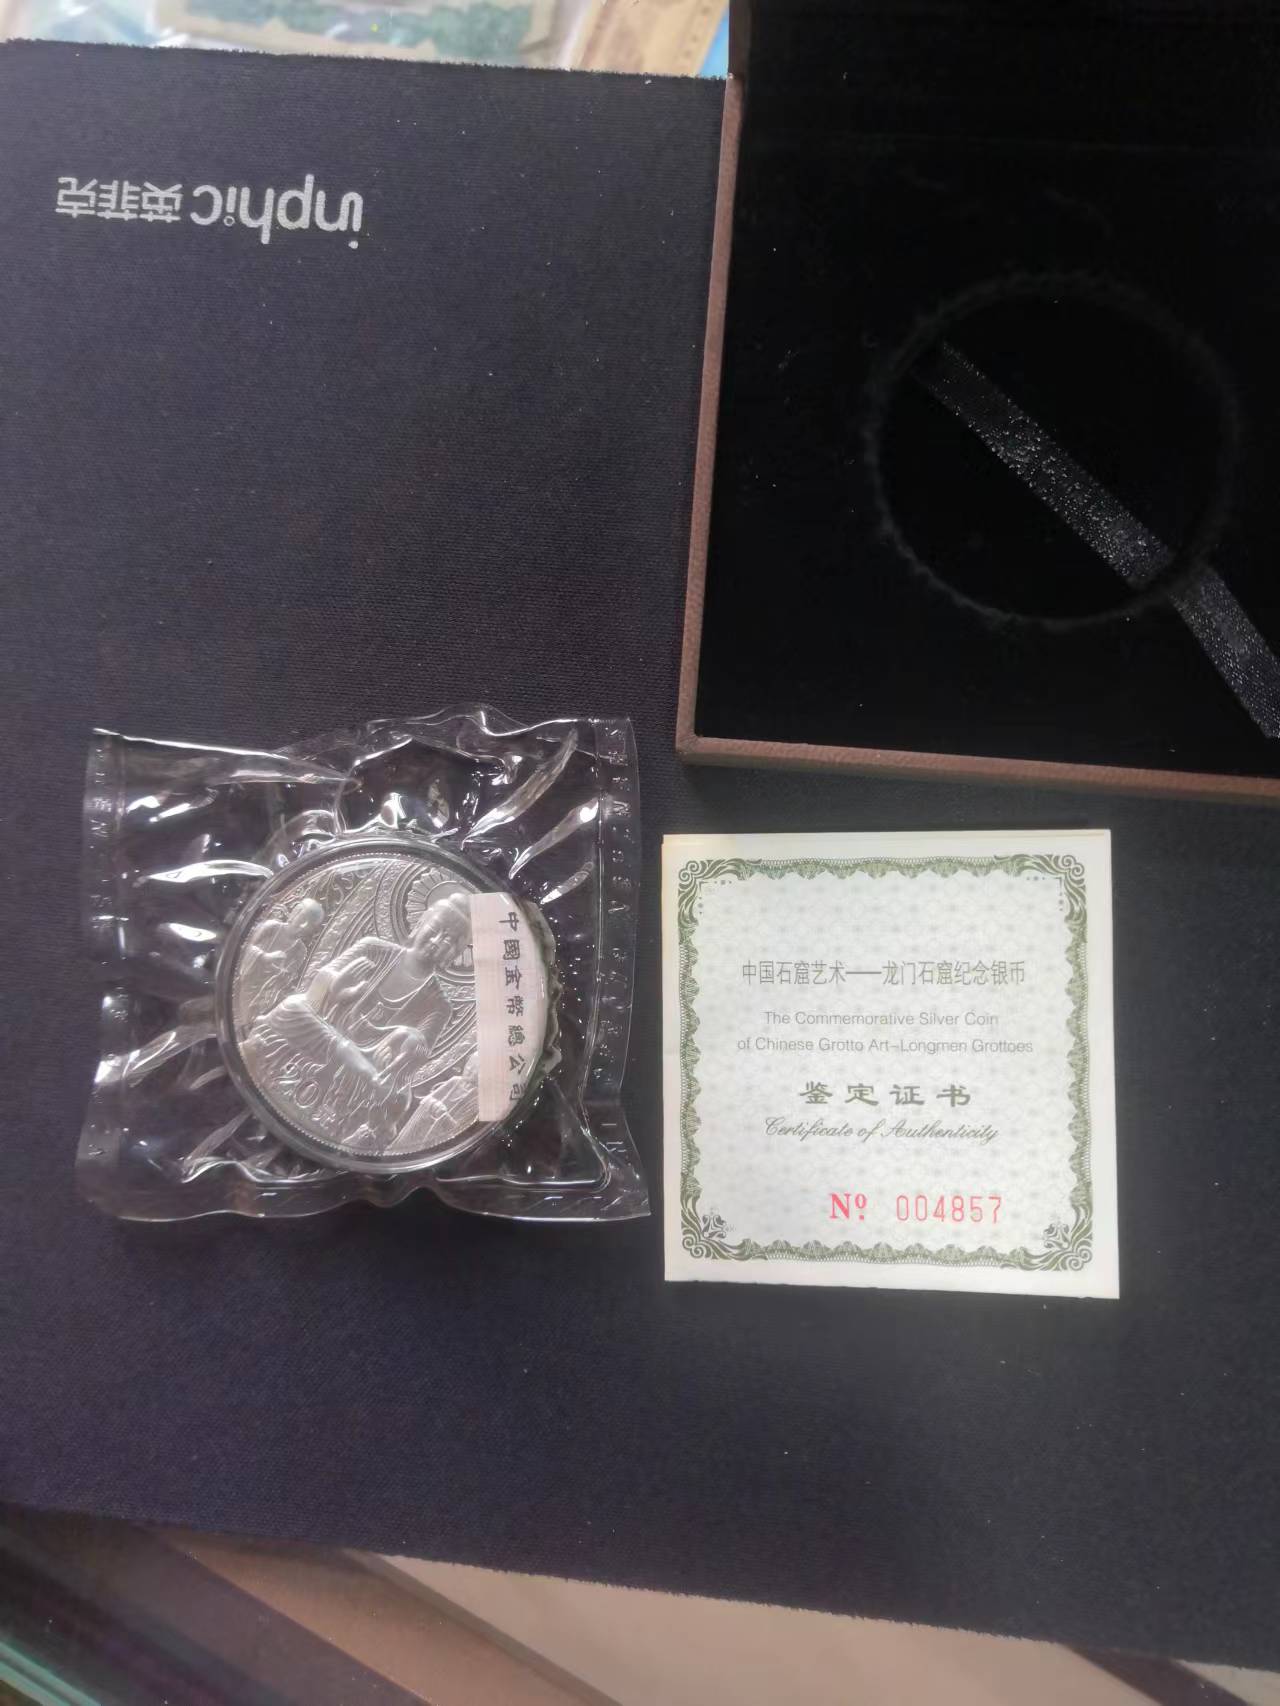 inphic 英菲克
中國金幣總公司
中国石窟艺术——龙门石窟纪念银币
The Commemorative Silver Coin
of Chinese Grotto Art-Longmen Grottoes
鉴定证书
Certificate of Authenticity
Nº 004857